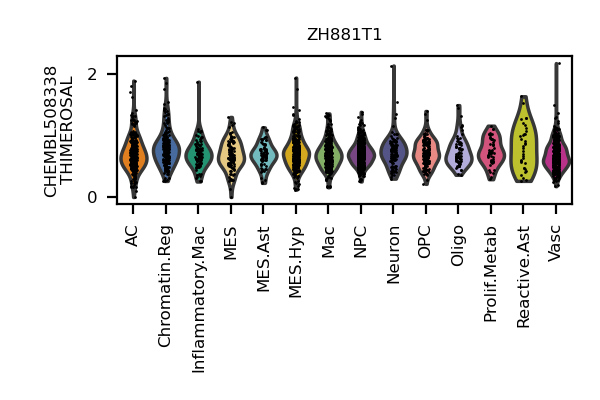 ZH881T1
CHEMBL508338
THIMEROSAL
2
0
AC
Chromatin.Reg
Inflammatory.Mac
MES
MES.Ast
MES.Hyp
Mac
NPC
Neuron
OPC
Oligo
Prolif.Metab
Reactive.Ast
Vasc